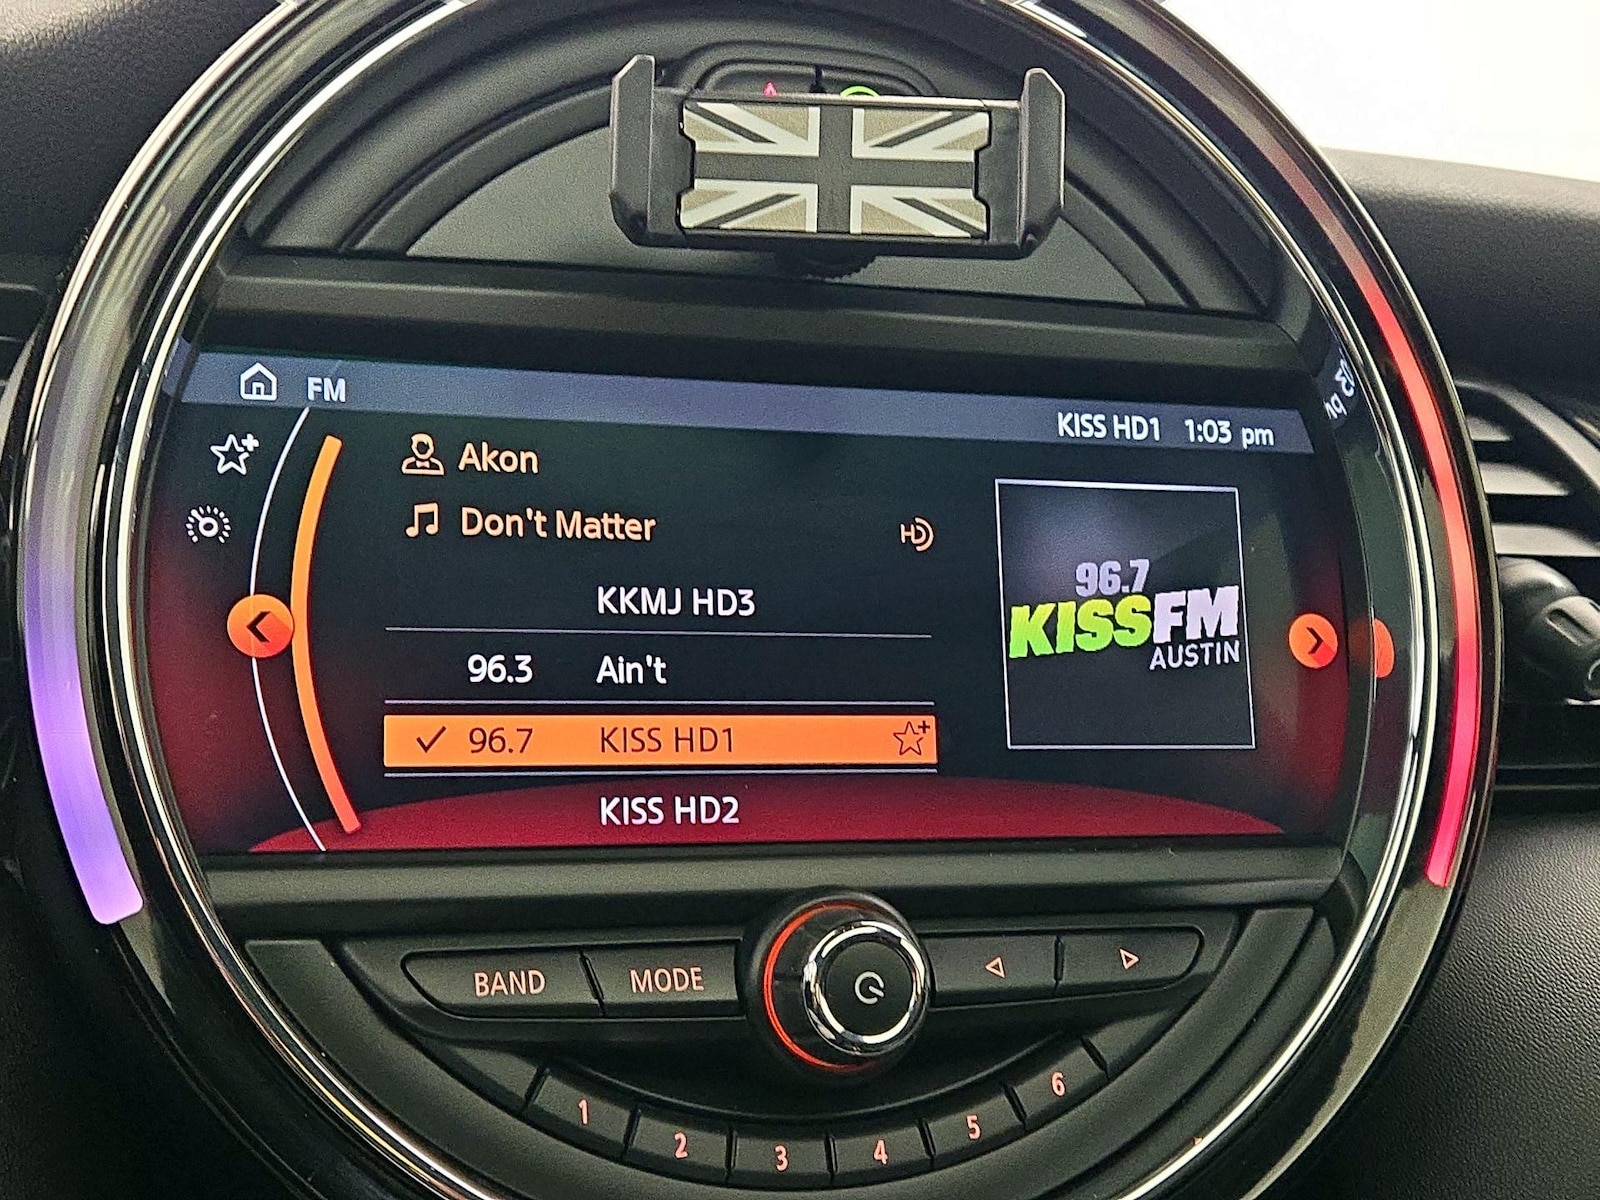 FM
KISS HD1 1:03 pm
Akon
Don't Matter
HD
KKMJ HD3
96.3 Ain't
96.7 KISS HD1
KISS HD2
96.7
KISSFM
AUSTIN
BAND MODE
1 2 3 4 5 6